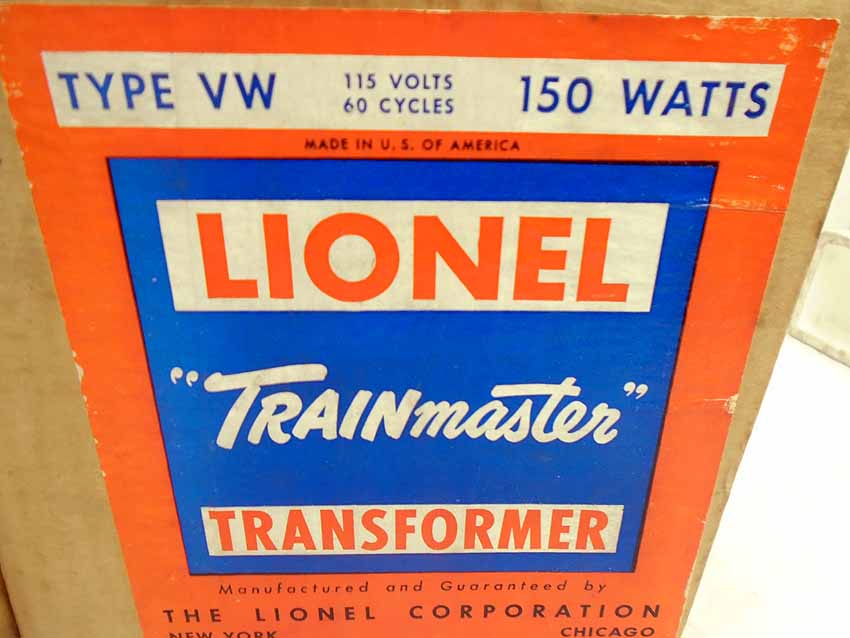 TYPE VW 115 VOLTS 150 WATTS
60 CYCLES
MADE IN U. S. OF AMERICA
LIONEL
"TRAINmaster"
TRANSFORMER
Manufactured and Guaranteed by
THE LIONEL CORPORATION
NEW YORK CHICAGO